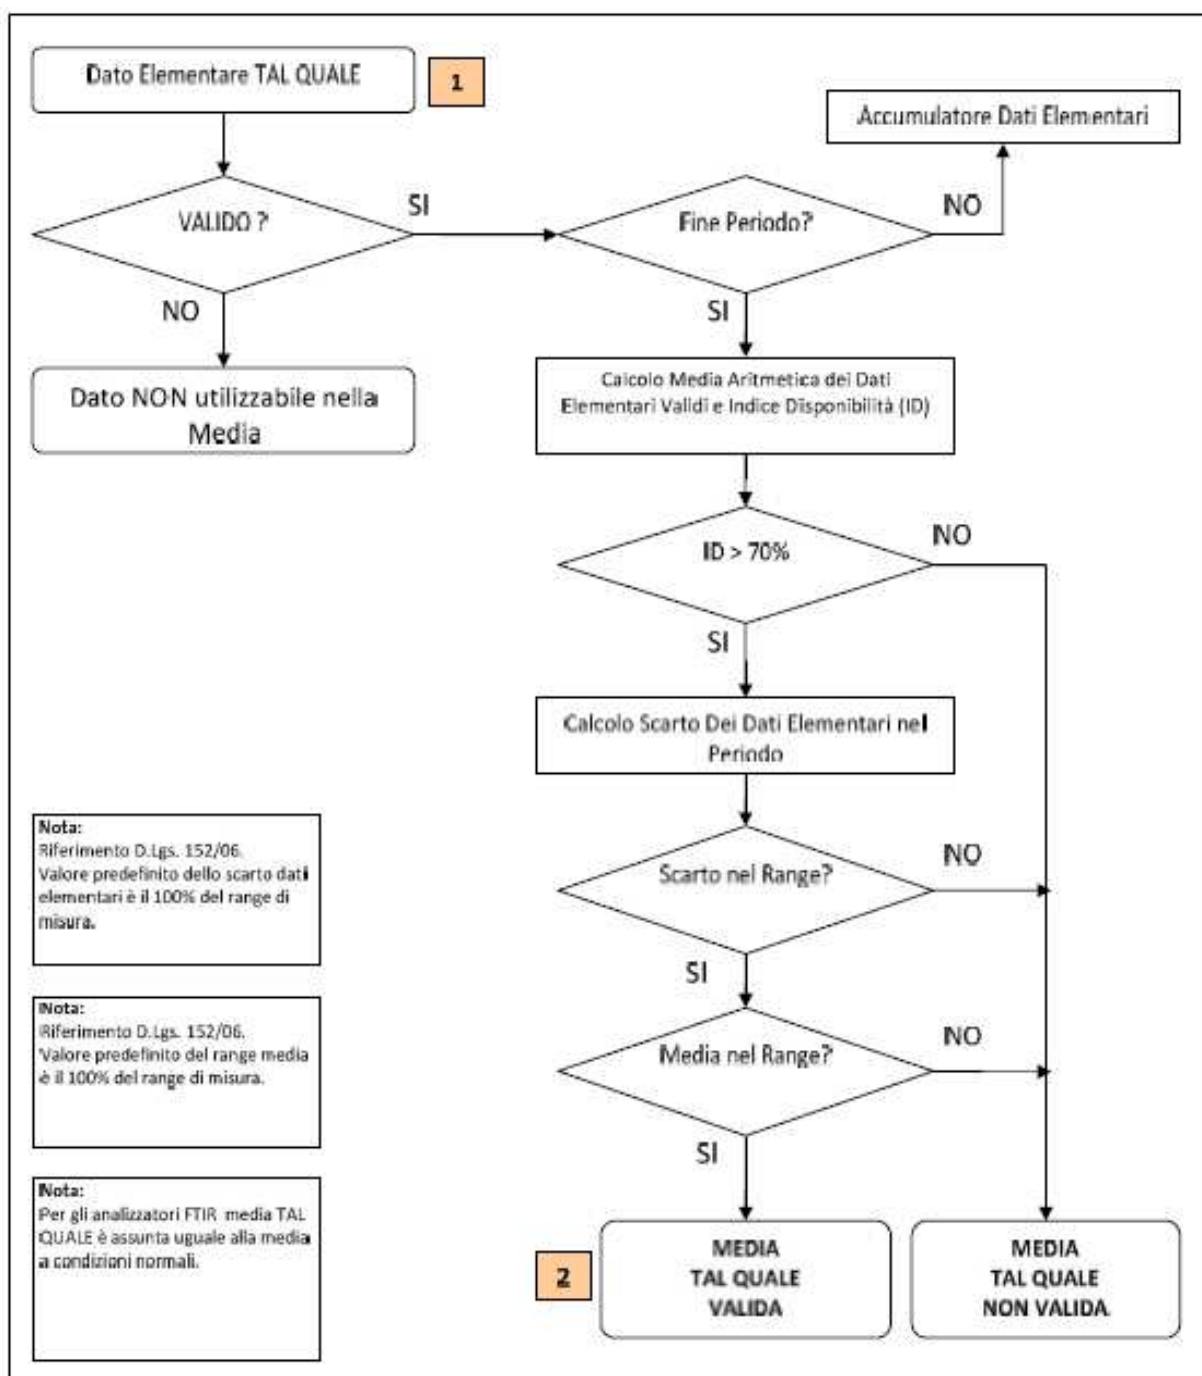 Dato Elementare TAL QUALE
1
Accumulatore Dati Elementari
VALIDO ?
SI
Fine Periodo?
NO
NO
SI
Dato NON utilizzabile nella
Media
Calcolo Media Aritmetica dei Dati
Elementari Validi e Indice Disponibilità (ID)
ID > 70%
NO
SI
Calcolo Scarto Dei Dati Elementari nel
Periodo
Scarto nel Range?
NO
SI
Media nel Range?
NO
SI
Nota:
Riferimento D.Lgs. 152/06.
Valore predefinito dello scarto dati
elementari è il 100% del range di
misura.
Nota:
Riferimento D.Lgs. 152/06.
Valore predefinito del range media
è il 100% del range di misura.
Nota:
Per gli analizzatori FTIR media TAL
QUALE è assunta uguale alla media
a condizioni normali.
2
MEDIA
TAL QUALE
VALIDA
MEDIA
TAL QUALE
NON VALIDA